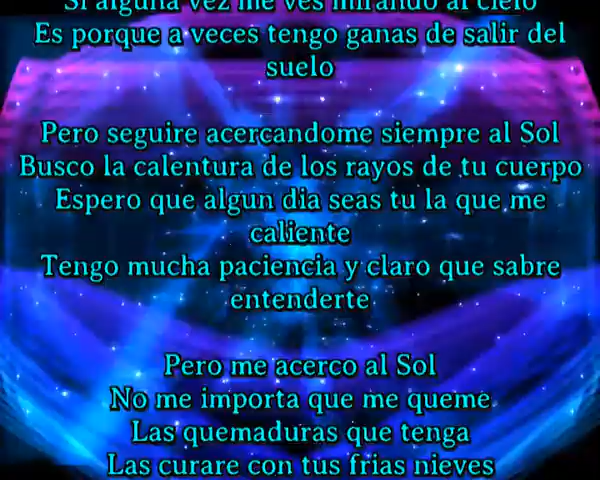 Si alguna vez me ves mirando al cielo
Es porque a veces tengo ganas de salir del
suelo
Pero seguire acercandome siempre al Sol
Busco la calentura de los rayos de tu cuerpo
Espero que algun dia seas tu la que me
caliente
Tengo mucha paciencia y claro que sabre
entenderte
Pero me acerco al Sol
No me importa que me queme
Las quemaduras que tenga
Las curare con tus frias nieves